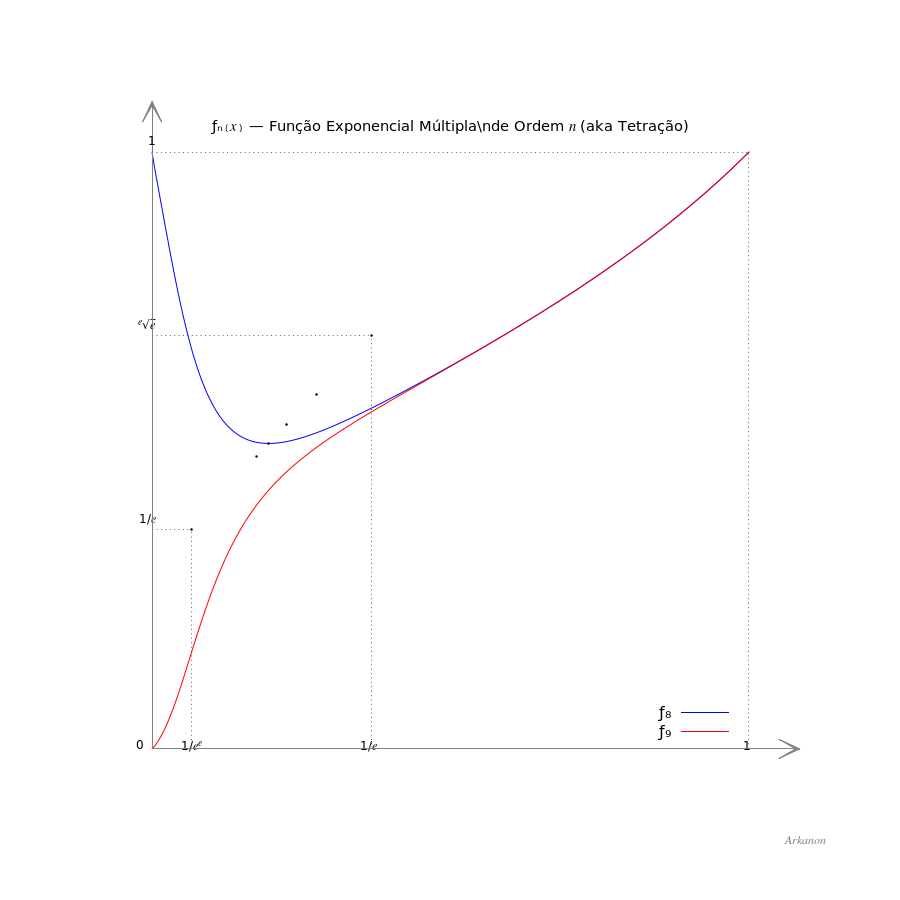 ƒₙ₍𝑋₎ — Função Exponencial Múltipla\nde Ordem 𝑛 (aka Tetração)
1
ᵉ√e
1/e
ƒ₈
ƒ₉
0
1/eᵉ
1/e
1
Arkanon